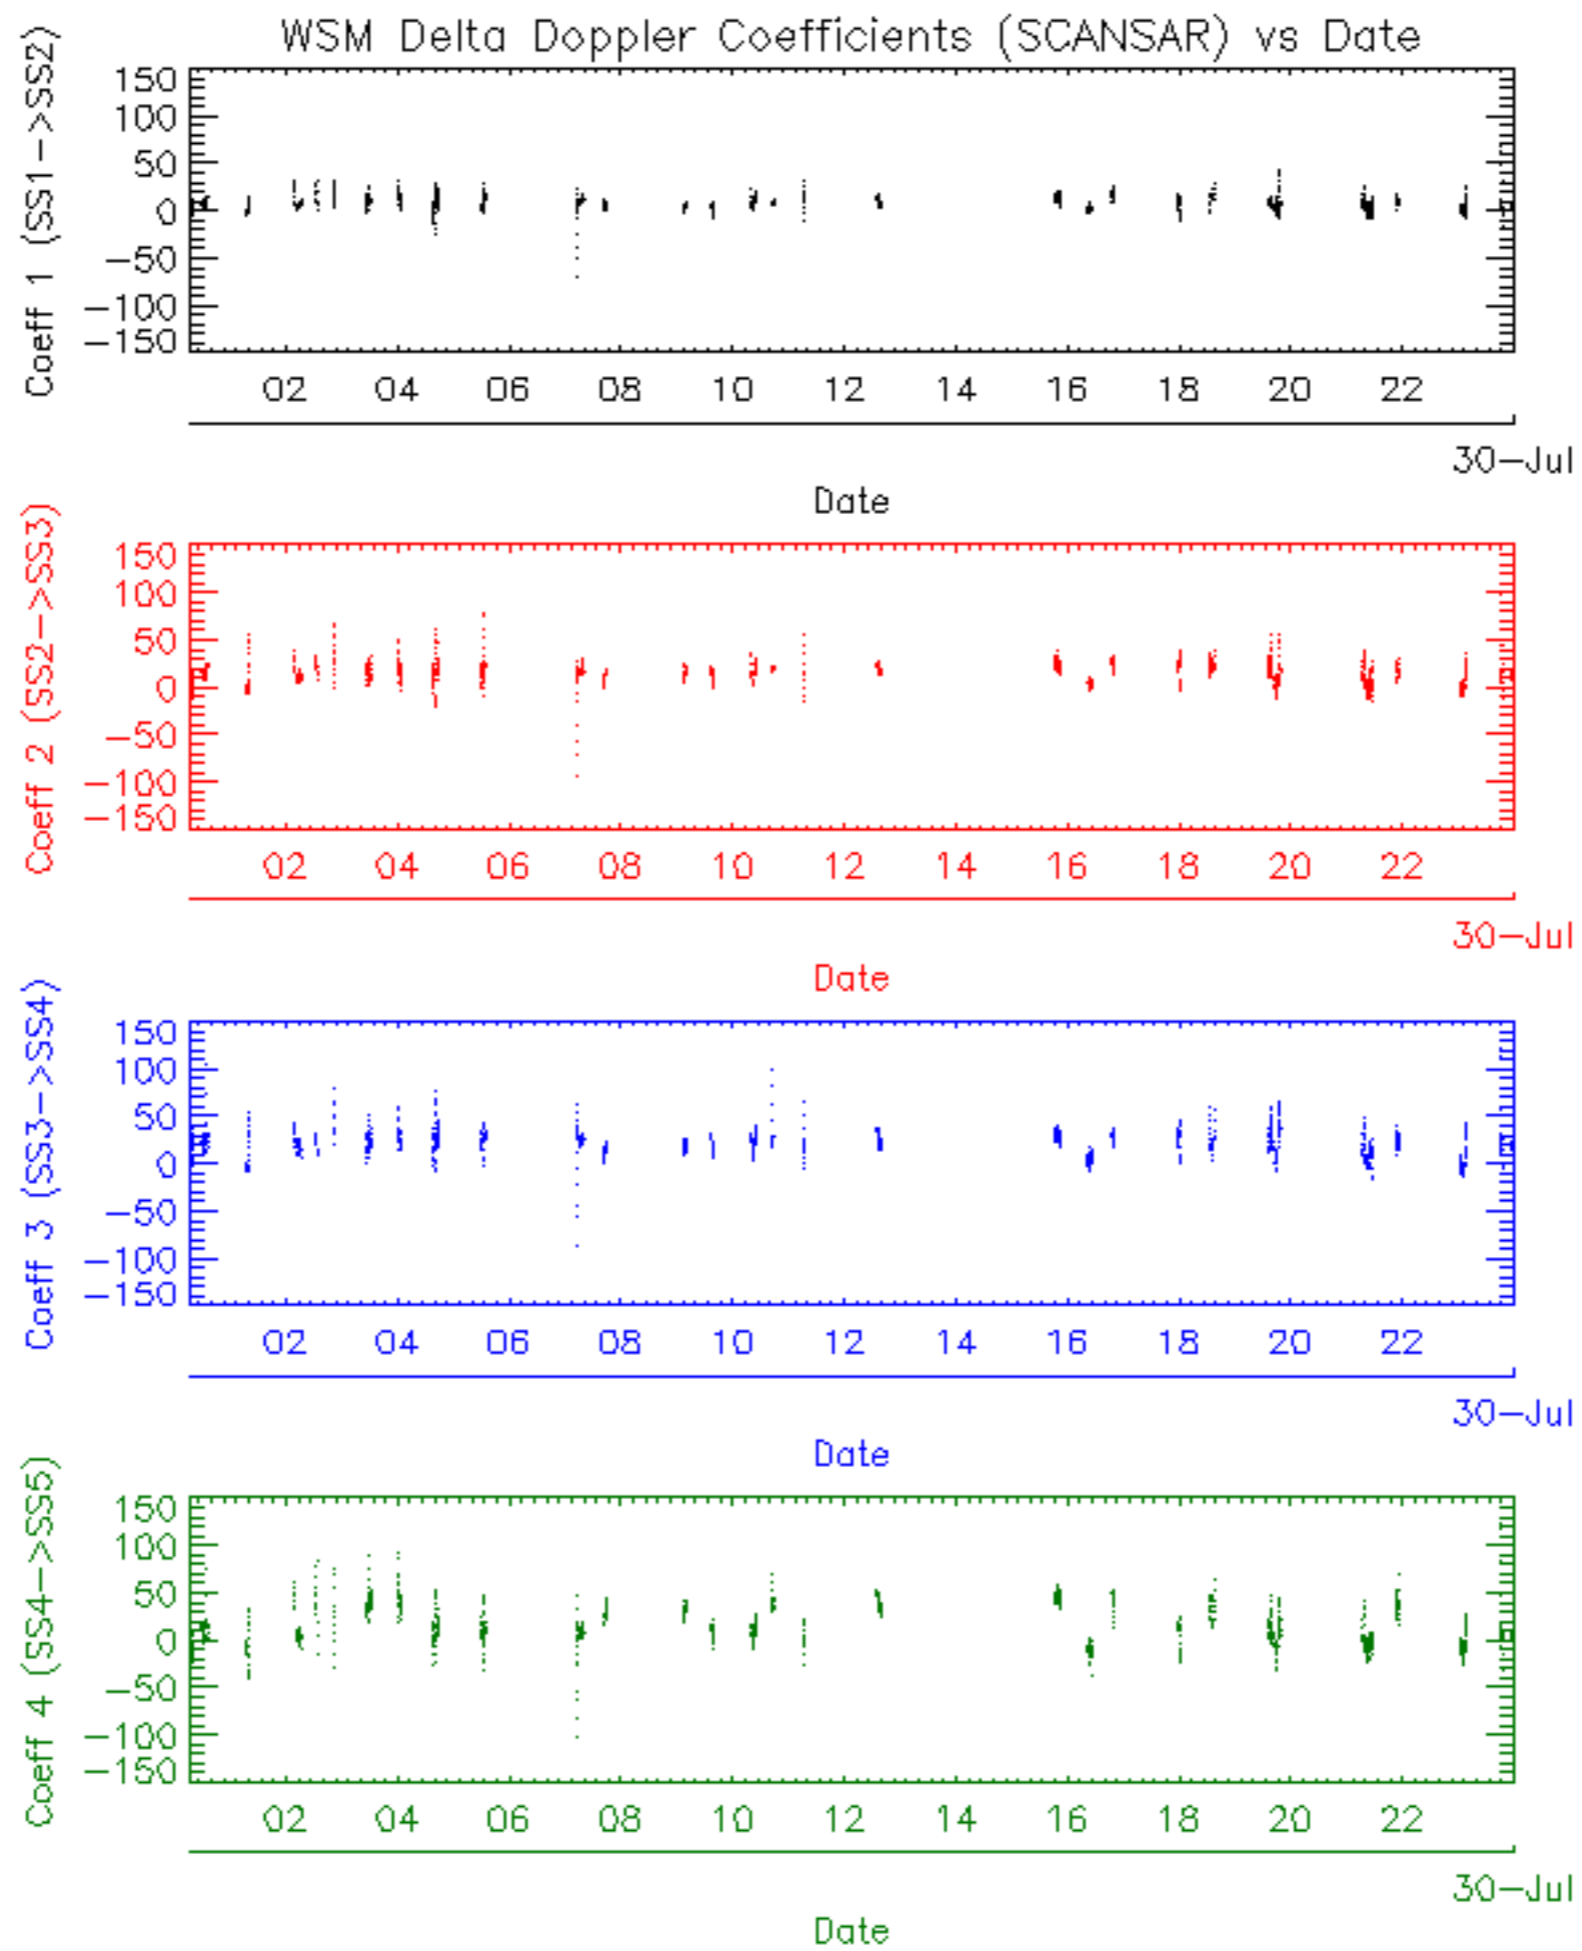 WSM Delta Doppler Coefficients (SCANSAR) vs Date
Coeff 1 (SS1->SS2)
150
100
50
0
-50
-100
-150
02 04 06 08 10 12 14 16 18 20 22
30-Jul
Date
Coeff 2 (SS2->SS3)
150
100
50
0
-50
-100
-150
02 04 06 08 10 12 14 16 18 20 22
30-Jul
Date
Coeff 3 (SS3->SS4)
150
100
50
0
-50
-100
-150
02 04 06 08 10 12 14 16 18 20 22
30-Jul
Date
Coeff 4 (SS4->SS5)
150
100
50
0
-50
-100
-150
02 04 06 08 10 12 14 16 18 20 22
30-Jul
Date